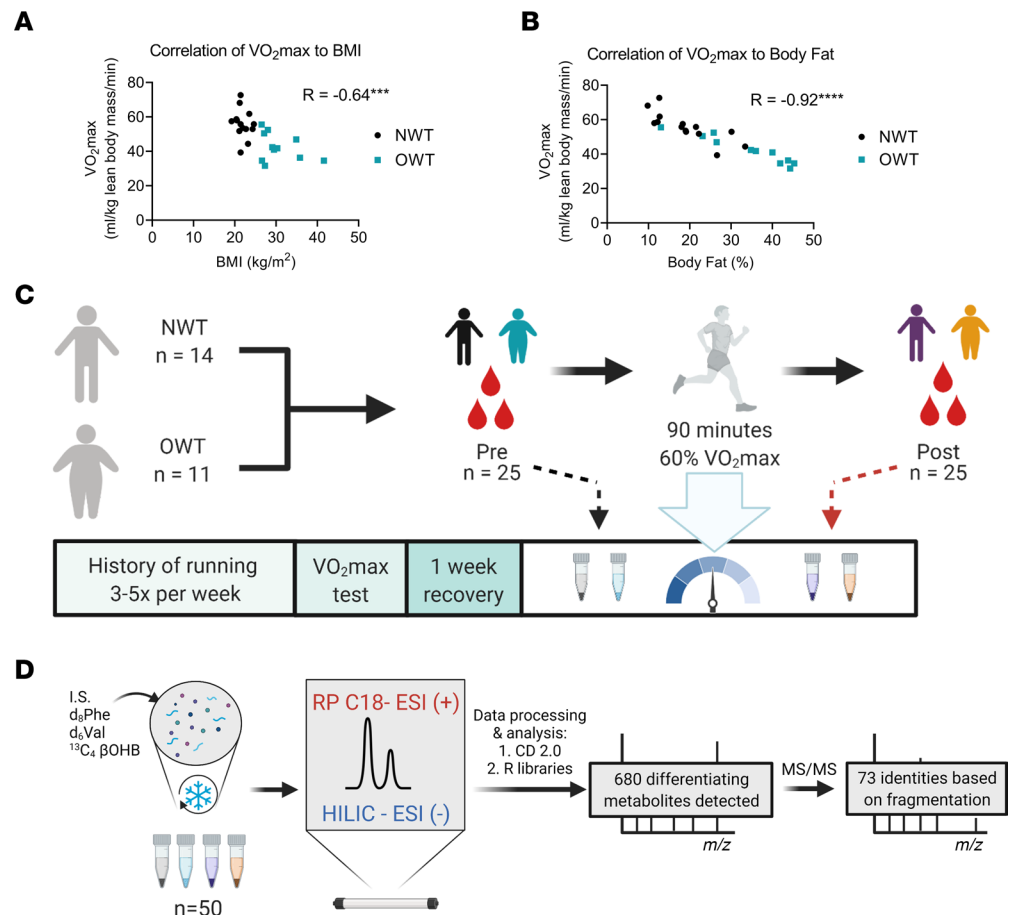 A
Correlation of VO₂max to BMI
VO₂max
(ml/kg lean body mass/min)
80
60
40
20
0
0 10 20 30 40 50
BMI (kg/m²)
R = -0.64***
NWT
OWT
B
Correlation of VO₂max to Body Fat
VO₂max
(ml/kg lean body mass/min)
80
60
40
20
0
0 10 20 30 40 50
Body Fat (%)
R = -0.92****
NWT
OWT
C
NWT
n = 14
OWT
n = 11
Pre
n = 25
90 minutes
60% VO₂max
Post
n = 25
History of running
3-5x per week
VO₂max
test
1 week
recovery
D
I.S.
d₈Phe
d₆Val
¹³C₄ βOHB
n=50
RP C18- ESI (+)
HILIC - ESI (-)
Data processing
& analysis:
1. CD 2.0
2. R libraries
680 differentiating
metabolites detected
m/z
MS/MS
73 identities based
on fragmentation
m/z